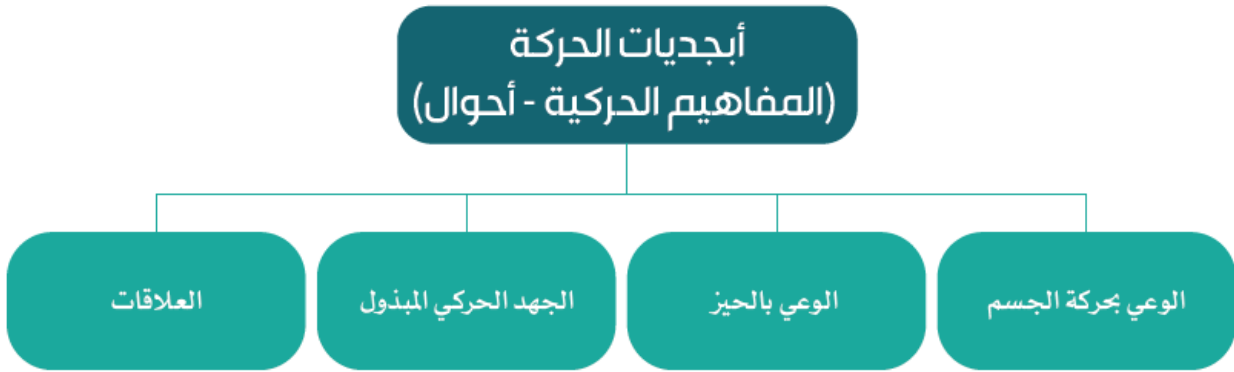 أبجديات الحركة
(المفاهيم الحركية - أحوال)
الوعي بحركة الجسم
الوعي بالحيز
الجهد الحركي المبذول
العلاقات